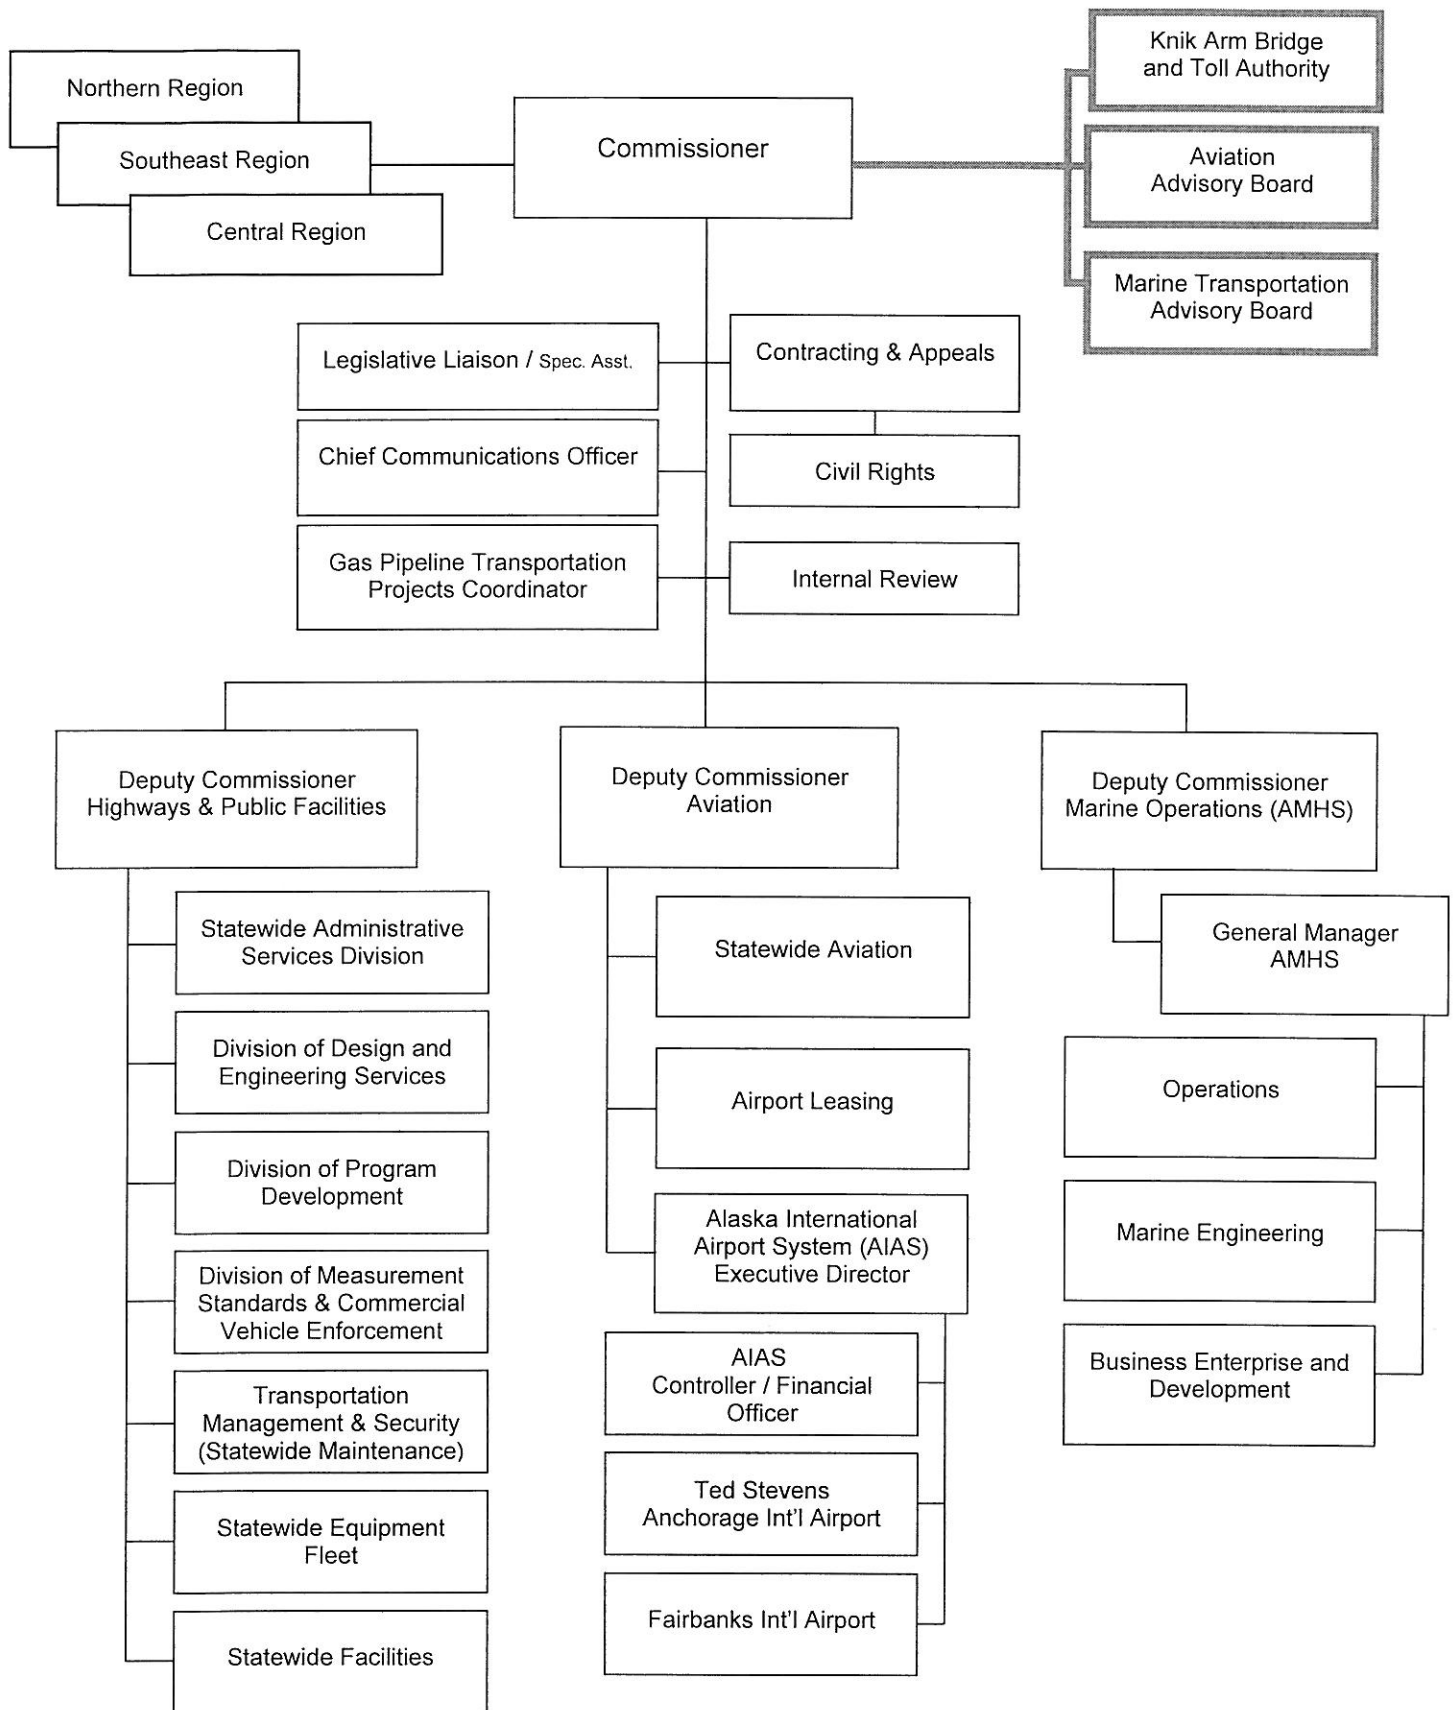 Northern Region
Southeast Region
Central Region
Commissioner
Knik Arm Bridge
and Toll Authority
Aviation
Advisory Board
Marine Transportation
Advisory Board
Legislative Liaison / Spec. Asst.
Contracting & Appeals
Chief Communications Officer
Civil Rights
Gas Pipeline Transportation
Projects Coordinator
Internal Review
Deputy Commissioner
Highways & Public Facilities
Statewide Administrative
Services Division
Division of Design and
Engineering Services
Division of Program
Development
Division of Measurement
Standards & Commercial
Vehicle Enforcement
Transportation
Management & Security
(Statewide Maintenance)
Statewide Equipment
Fleet
Statewide Facilities
Deputy Commissioner
Aviation
Statewide Aviation
Airport Leasing
Alaska International
Airport System (AIAS)
Executive Director
AIAS
Controller / Financial
Officer
Ted Stevens
Anchorage Int'l Airport
Fairbanks Int'l Airport
Deputy Commissioner
Marine Operations (AMHS)
General Manager
AMHS
Operations
Marine Engineering
Business Enterprise and
Development